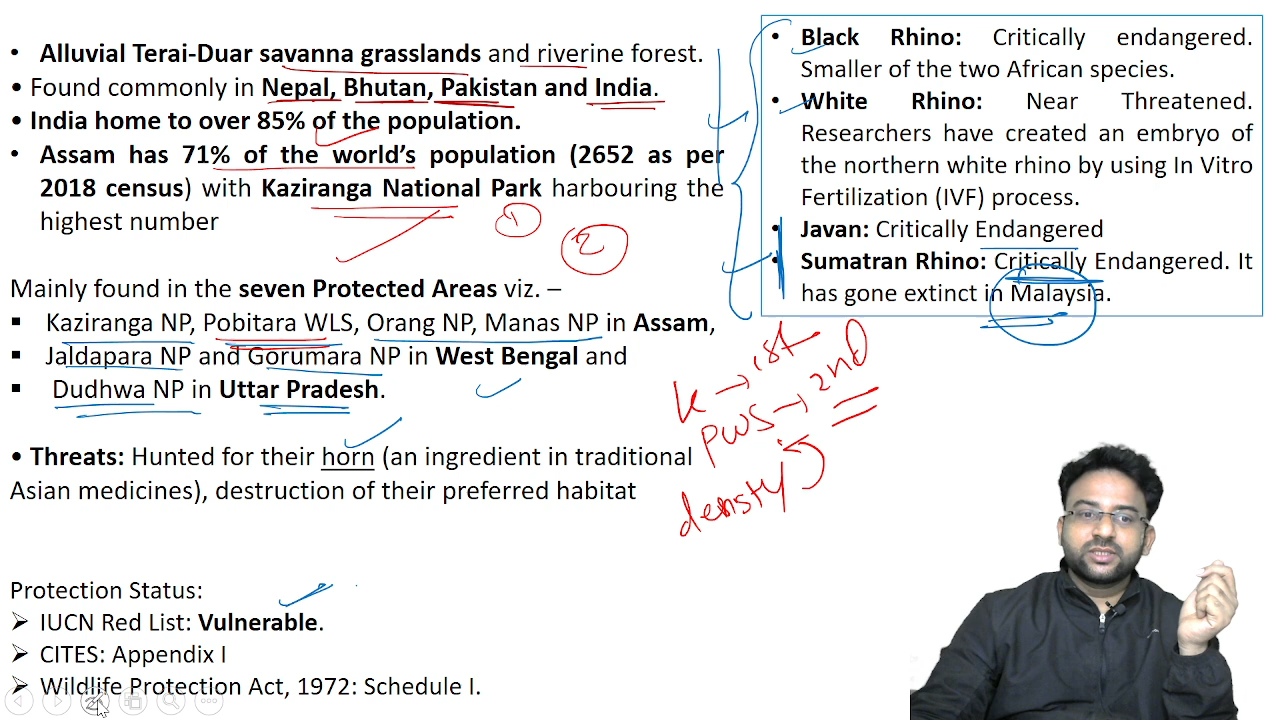 • Alluvial Terai-Duar savanna grasslands and riverine forest.
• Found commonly in Nepal, Bhutan, Pakistan and India.
• India home to over 85% of the population.
• Assam has 71% of the world's population (2652 as per
2018 census) with Kaziranga National Park harbouring the
highest number
1
2
Mainly found in the seven Protected Areas viz. –
▪ Kaziranga NP, Pobitara WLS, Orang NP, Manas NP in Assam,
▪ Jaldapara NP and Gorumara NP in West Bengal and
▪ Dudhwa NP in Uttar Pradesh.
• Threats: Hunted for their horn (an ingredient in traditional
Asian medicines), destruction of their preferred habitat
Protection Status:
➢ IUCN Red List: Vulnerable.
➢ CITES: Appendix I
➢ Wildlife Protection Act, 1972: Schedule I.
• Black Rhino: Critically endangered.
Smaller of the two African species.
• White Rhino: Near Threatened.
Researchers have created an embryo of
the northern white rhino by using In Vitro
Fertilization (IVF) process.
• Javan: Critically Endangered
• Sumatran Rhino: Critically Endangered. It
has gone extinct in Malaysia.
K → 1st
PWS → 2nd
density